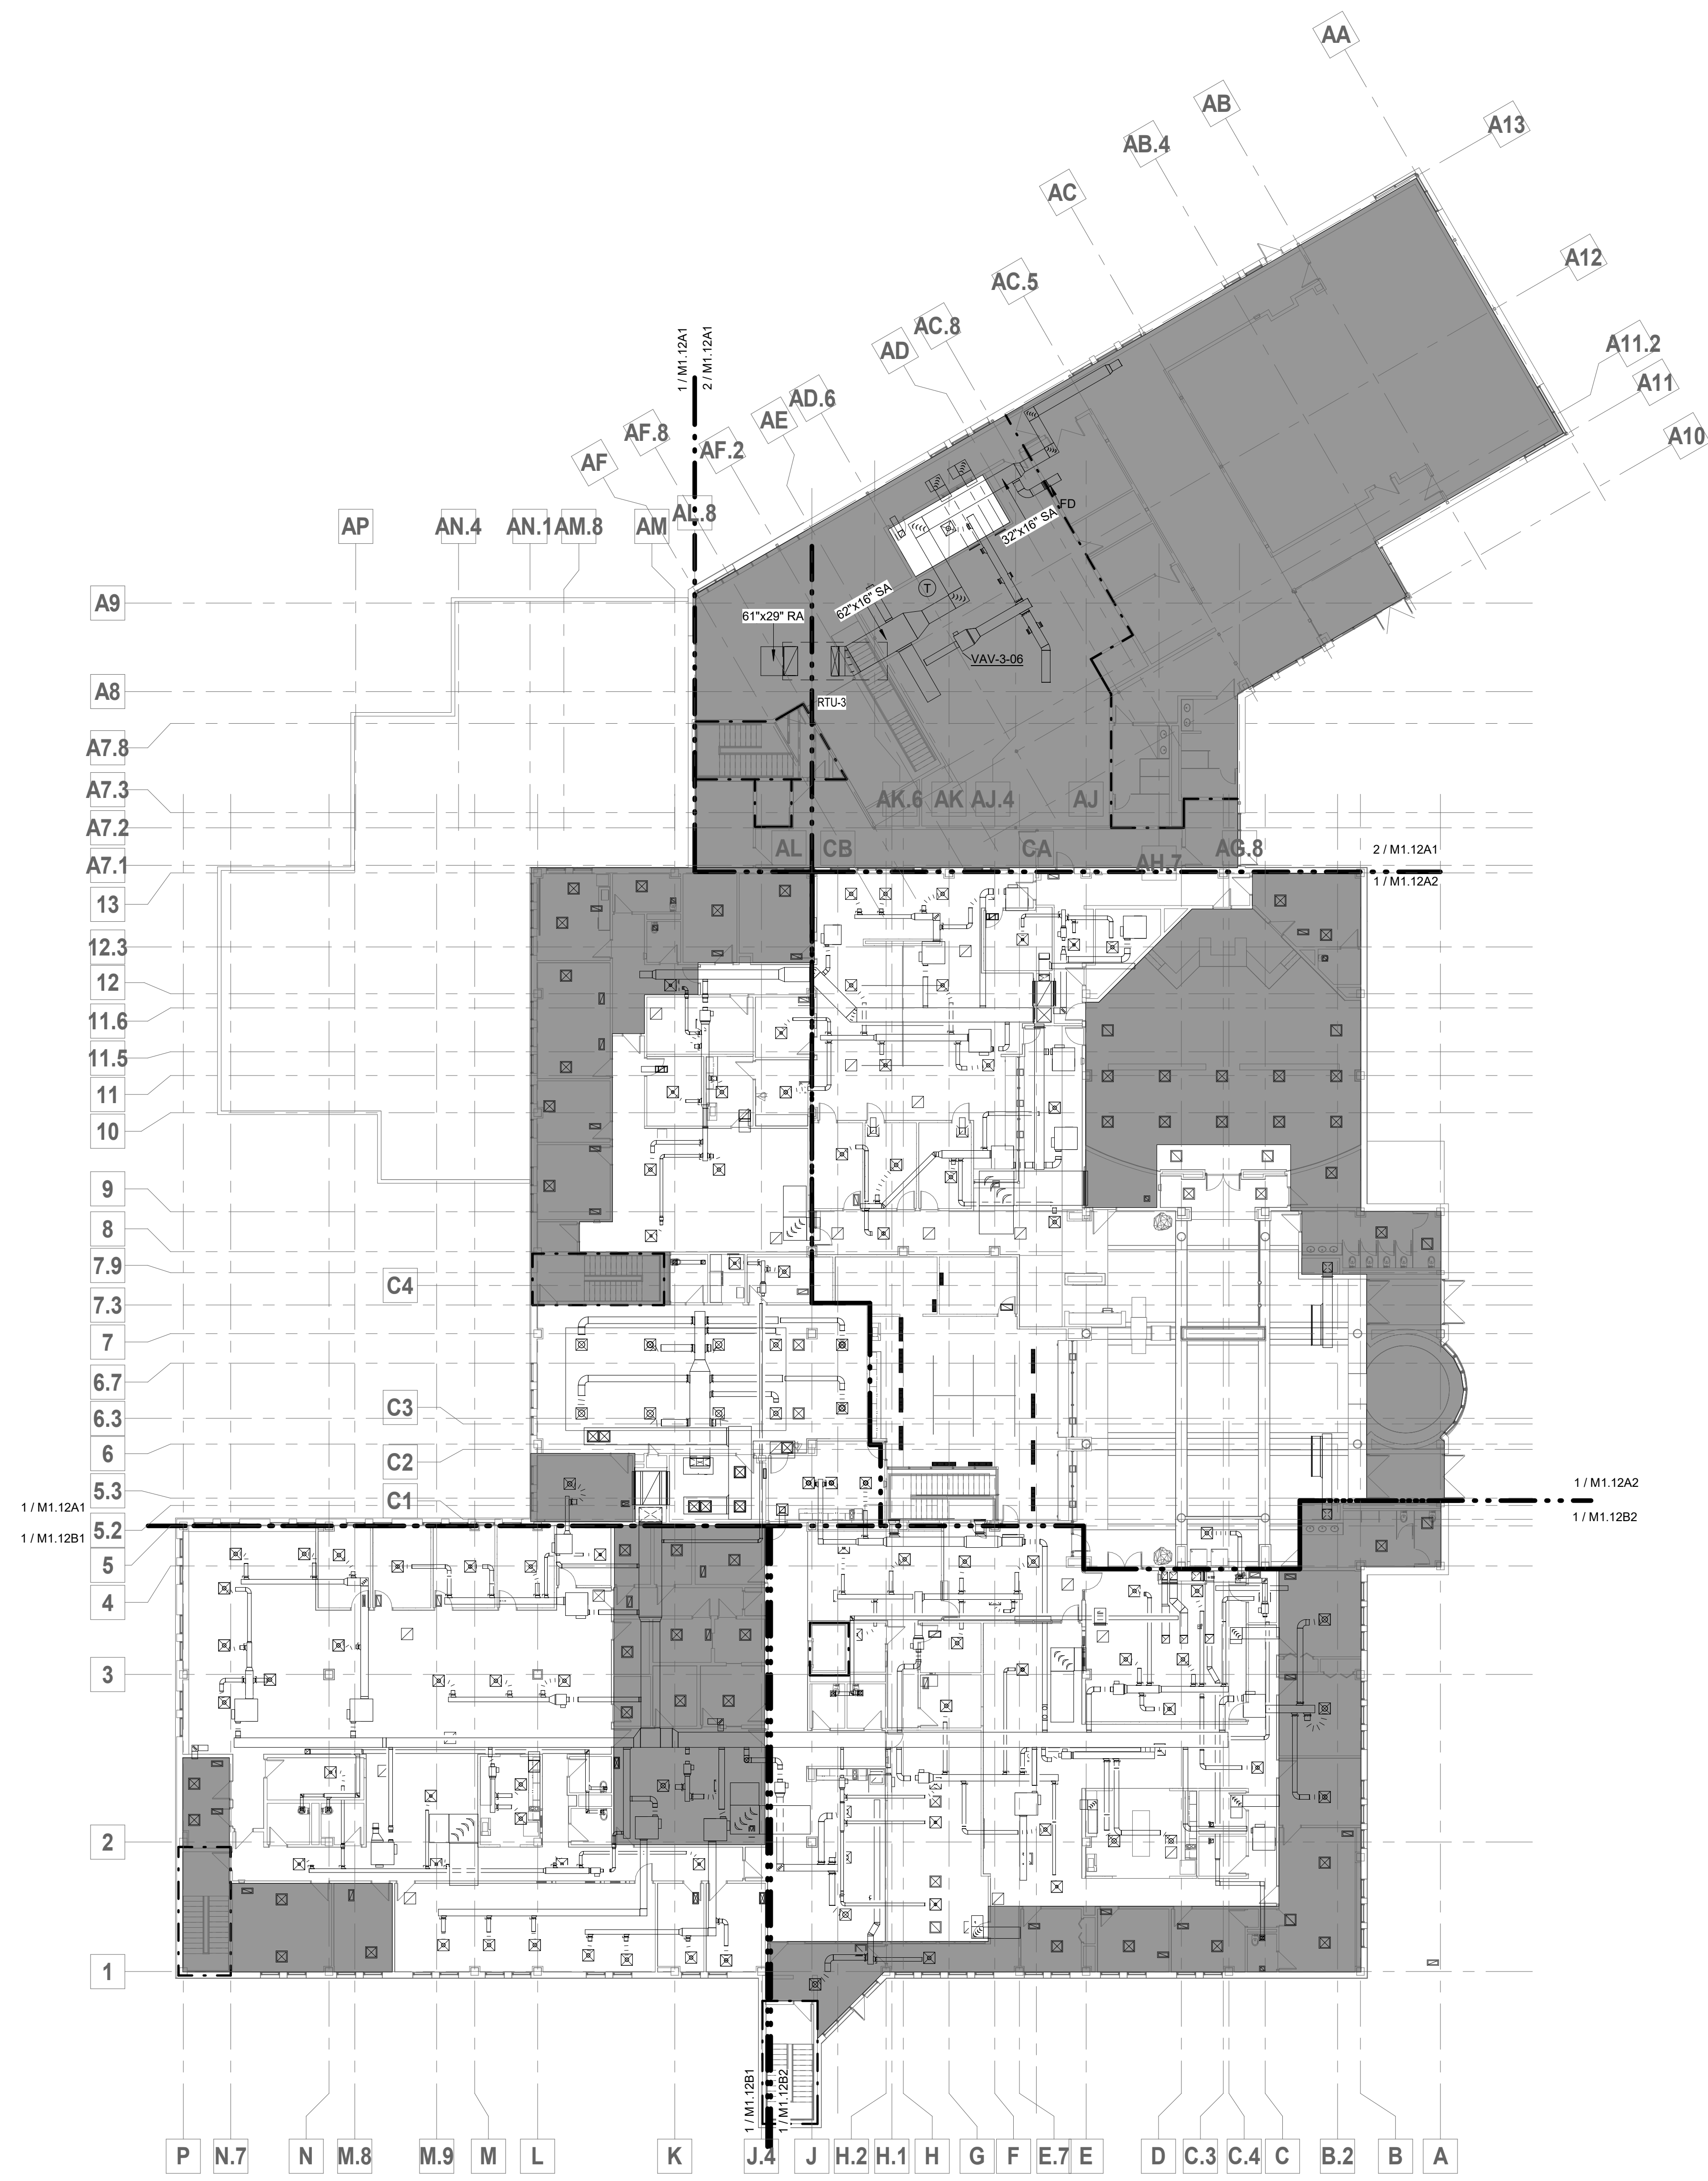 AA
A13
AB
AB.4
AC
A12
AC.5
AC.8
A11.2
AD
A11
AD.6
A10
AE
1 / M1.12A1
2 / M1.12A1
AF.8
AF.2
AF
AL.8
AP
AN.4
AN.1
AM.8
AM
FD
32"x16" SA
T
62"x16" SA
A9
61"x29" RA
VAV-3-06
A8
RTU-3
A7.8
A7.3
AK.6
AK
AJ.4
AJ
A7.2
AL
CB
CA
AH.7
AG.8
2 / M1.12A1
1 / M1.12A2
A7.1
13
12.3
12
11.6
11.5
11
10
9
8
7.9
C4
7.3
7
6.7
C3
6.3
6
C2
5.3
C1
1 / M1.12A2
1 / M1.12A1
1 / M1.12B2
5.2
1 / M1.12B1
5
4
3
2
1
1 / M1.12B1
1 / M1.12B2
P
N.7
N
M.8
M.9
M
L
K
J.4
J
H.2
H.1
H
G
F
E.7
E
D
C.3
C.4
C
B.2
B
A